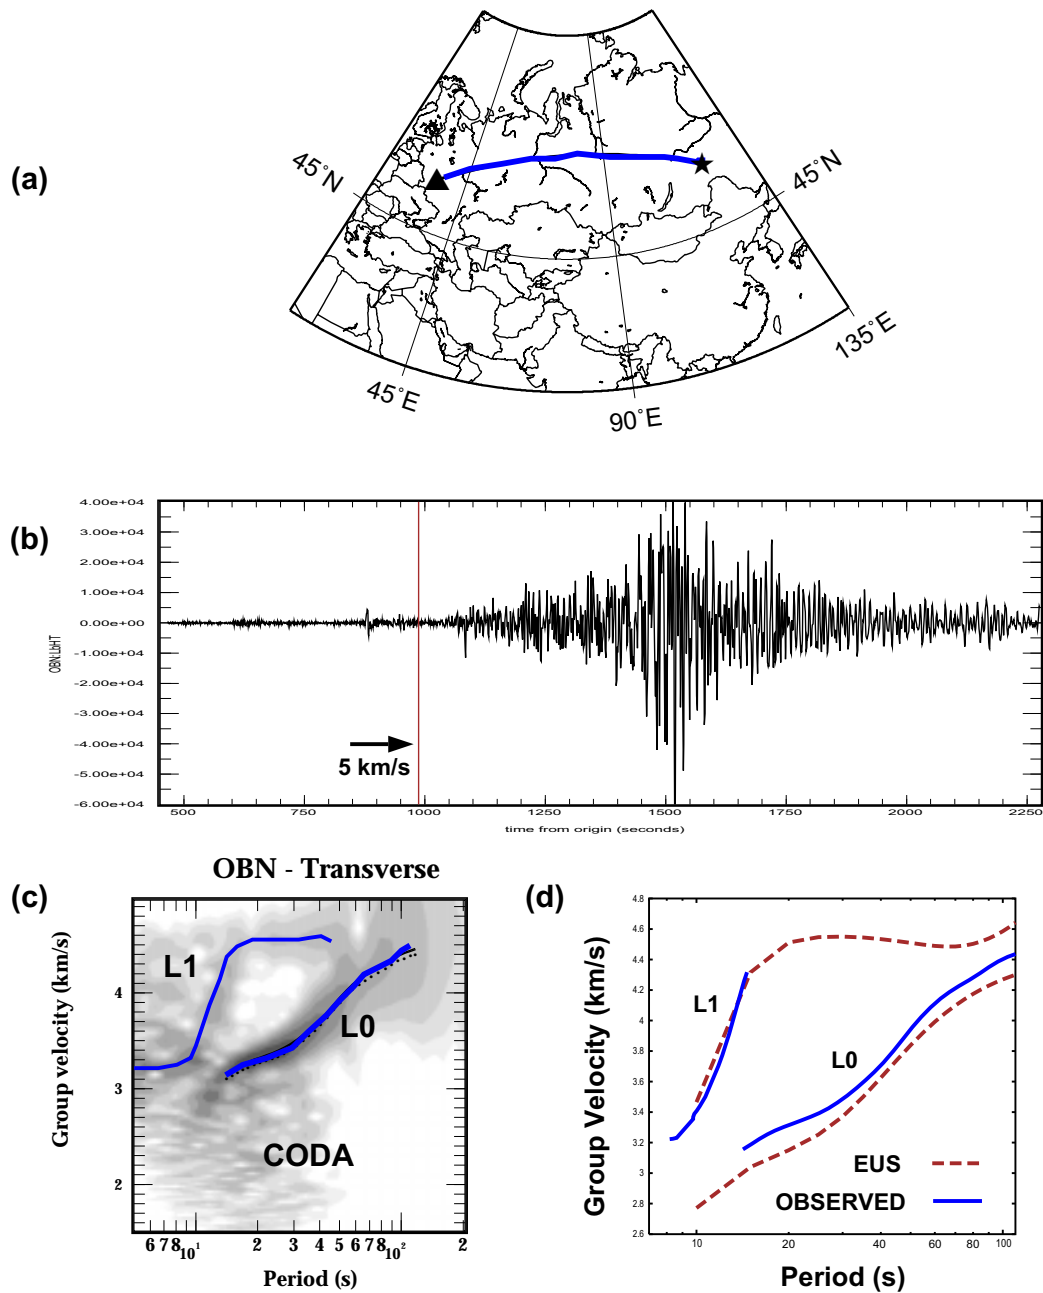 (a)
45°N
45°N
45°E
90°E
135°E
(b)
4.00e+04
3.00e+04
2.00e+04
1.00e+04
0.00e+00
-1.00e+04
-2.00e+04
-3.00e+04
-4.00e+04
-5.00e+04
-6.00e+04
OBN:LbHT
5 km/s
500 750 1000 1250 1500 1750 2000 2250
time from origin (seconds)
(c)
OBN - Transverse
Group velocity (km/s)
4
3
2
L1
L0
CODA
6 7 8 10¹ 2 3 4 6 7 8 10² 2
Period (s)
(d)
Group Velocity (km/s)
4.8
4.6
4.4
4.2
4
3.8
3.6
3.4
3.2
3
2.8
2.6
L1
L0
EUS
OBSERVED
10 20 40 60 80 100
Period (s)